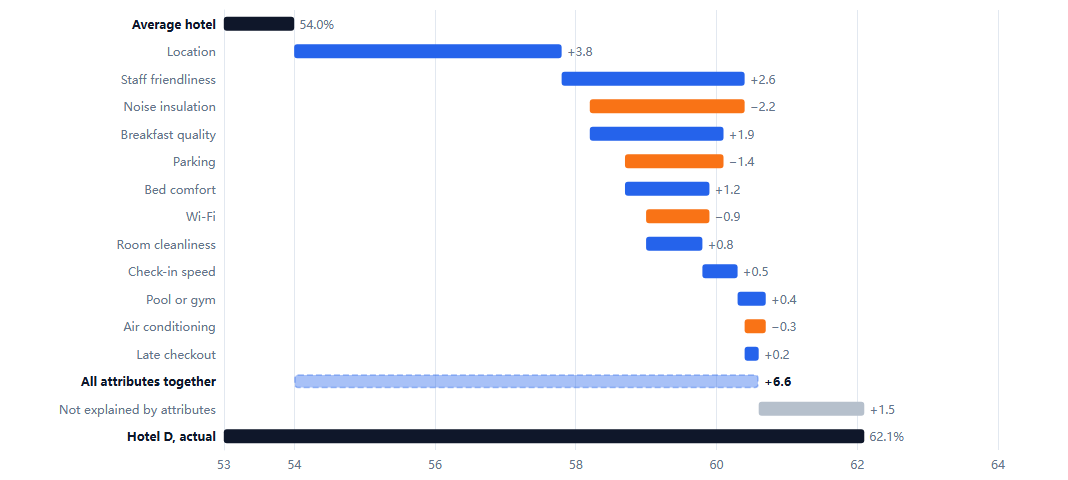 Average hotel 54.0%
Location +3.8
Staff friendliness +2.6
Noise insulation −2.2
Breakfast quality +1.9
Parking −1.4
Bed comfort +1.2
Wi-Fi −0.9
Room cleanliness +0.8
Check-in speed +0.5
Pool or gym +0.4
Air conditioning −0.3
Late checkout +0.2
All attributes together +6.6
Not explained by attributes +1.5
Hotel D, actual 62.1%
53 54 56 58 60 62 64